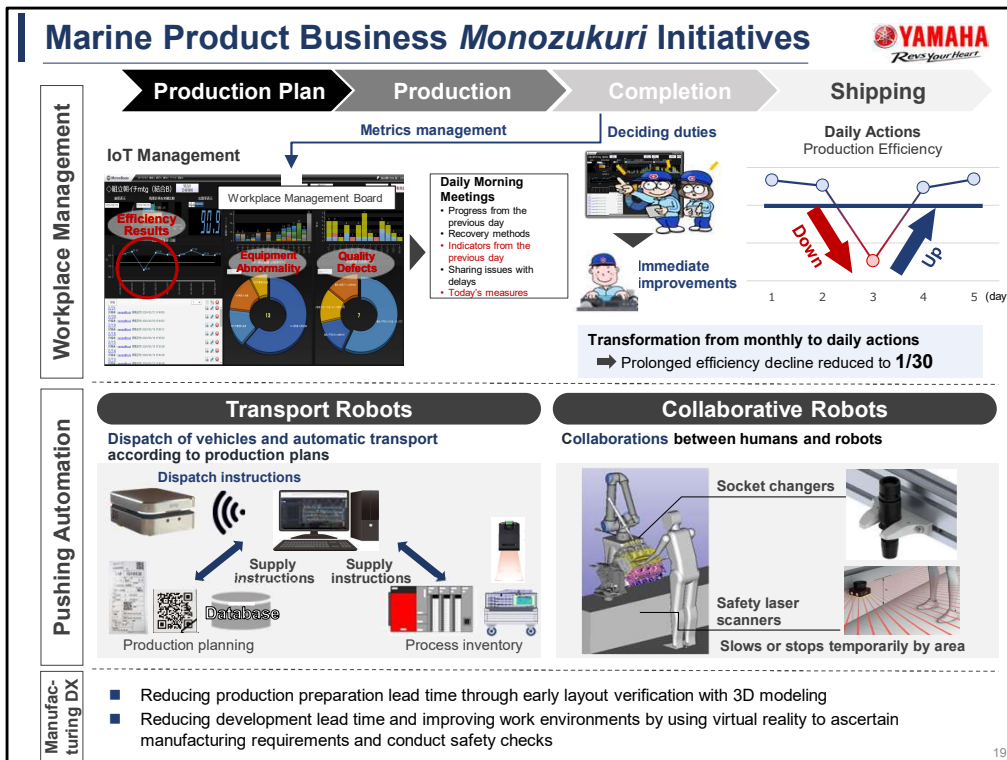 Marine Product Business Monozukuri Initiatives
YAMAHA
Revs Your Heart
Production Plan
Production
Completion
Shipping
Workplace Management
Metrics management
Deciding duties
Daily Actions
Production Efficiency
IoT Management
Workplace Management Board
Efficiency
Results
90.9
Equipment
Abnormality
Quality
Defects
13
7
Daily Morning
Meetings
• Progress from the
previous day
• Recovery methods
• Indicators from the
previous day
• Sharing issues with
delays
• Today's measures
Immediate
improvements
Down
Up
1 2 3 4 5 (day
Transformation from monthly to daily actions
Prolonged efficiency decline reduced to 1/30
Pushing Automation
Transport Robots
Dispatch of vehicles and automatic transport
according to production plans
Dispatch instructions
Supply
instructions
Supply
instructions
Database
Production planning
Process inventory
Collaborative Robots
Collaborations between humans and robots
Socket changers
Safety laser
scanners
Slows or stops temporarily by area
Manufac-
turing DX
■ Reducing production preparation lead time through early layout verification with 3D modeling
■ Reducing development lead time and improving work environments by using virtual reality to ascertain
manufacturing requirements and conduct safety checks
19